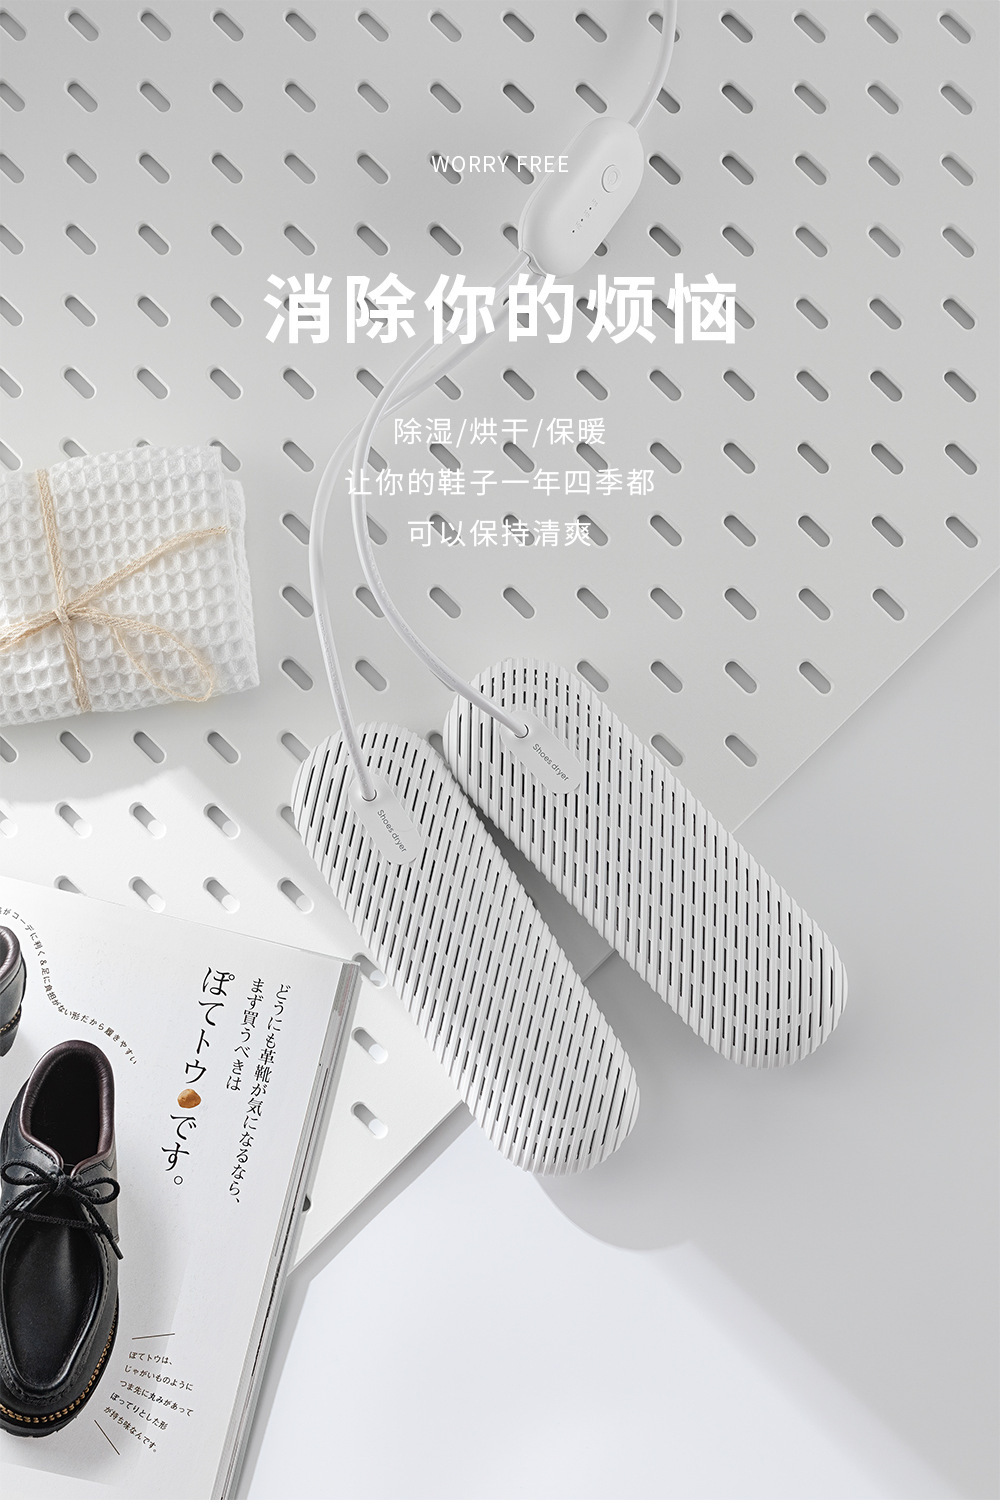 WORRY FREE
消除你的烦恼
除湿/烘干/保暖
让你的鞋子一年四季都
可以保持清爽
Shoes dryer
Shoes dryer
どうにも革靴が気になるなら、
まず買うべきは
ぽてトウです。
コーデに利く&足に負担がない形だから履きやすい
ぽてトウは、
じゃがいものように
つま先に丸みがあって
ぽってりとした形
が持ち味なんです。